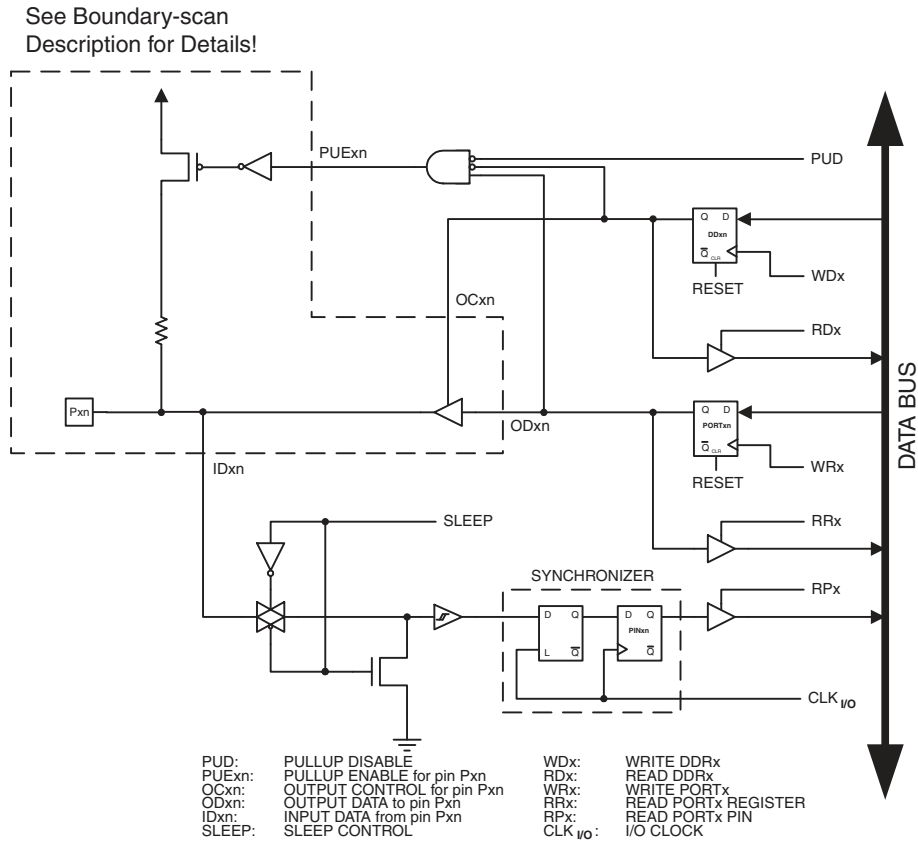 See Boundary-scan
Description for Details!
PUExn
PUD
Q D
DDxn
Q CLR
WDx
RESET
OCxn
RDx
Pxn
ODxn
Q D
PORTxn
Q CLR
WRx
RESET
IDxn
SLEEP
RRx
SYNCHRONIZER
RPx
D Q
L Q
D Q
PINxn
Q
CLK I/O
DATA BUS
PUD: PULLUP DISABLE
PUExn: PULLUP ENABLE for pin Pxn
OCxn: OUTPUT CONTROL for pin Pxn
ODxn: OUTPUT DATA to pin Pxn
IDxn: INPUT DATA from pin Pxn
SLEEP: SLEEP CONTROL
WDx: WRITE DDRx
RDx: READ DDRx
WRx: WRITE PORTx
RRx: READ PORTx REGISTER
RPx: READ PORTx PIN
CLK I/O: I/O CLOCK